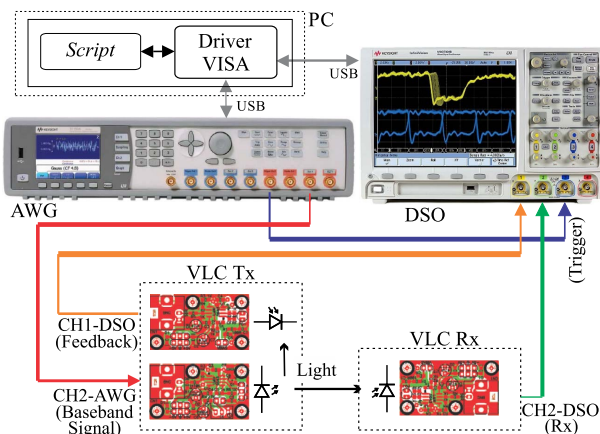 PC
Script
Driver
VISA
USB
USB
KEYSIGHT
AWG
DSO
(Trigger)
VLC Tx
CH1-DSO
(Feedback)
CH2-AWG
(Baseband
Signal)
Light
VLC Rx
CH2-DSO
(Rx)